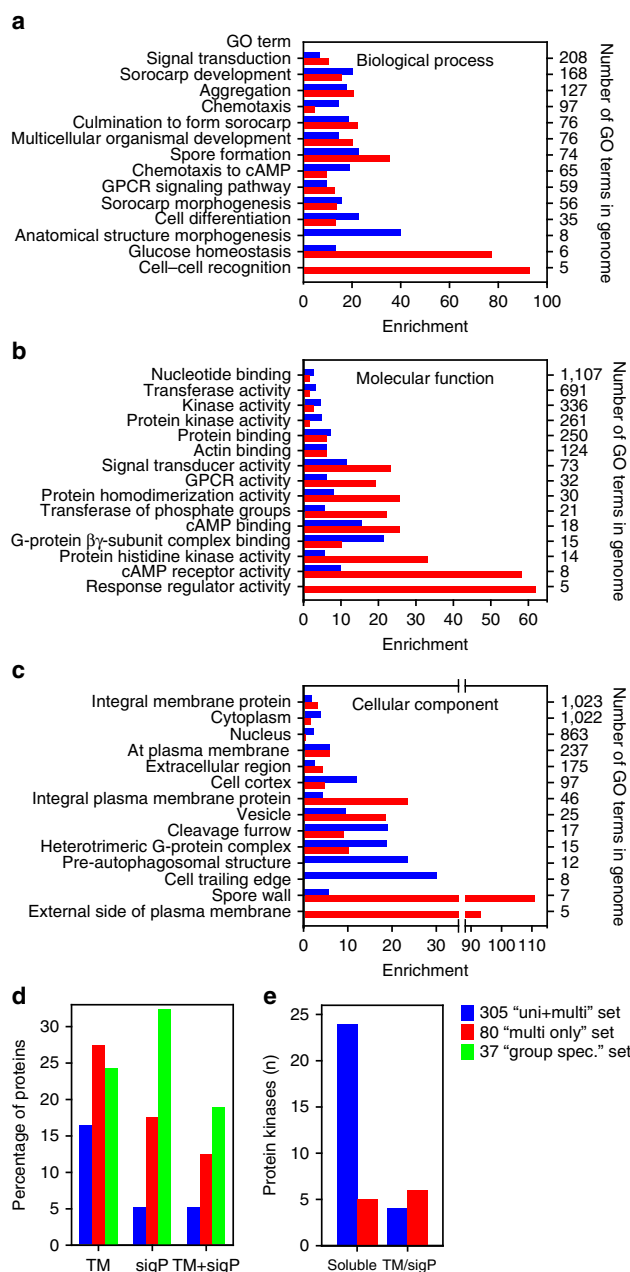 a
GO term
Biological process
Signal transduction 208
Sorocarp development 168
Aggregation 127
Chemotaxis 97
Culmination to form sorocarp 76
Multicellular organismal development 76
Spore formation 74
Chemotaxis to cAMP 65
GPCR signaling pathway 59
Sorocarp morphogenesis 56
Cell differentiation 35
Anatomical structure morphogenesis 8
Glucose homeostasis 6
Cell–cell recognition 5
Number of GO terms in genome
0 20 40 60 80 100
Enrichment
b
Molecular function
Nucleotide binding 1,107
Transferase activity 691
Kinase activity 336
Protein kinase activity 261
Protein binding 250
Actin binding 124
Signal transducer activity 73
GPCR activity 32
Protein homodimerization activity 30
Transferase of phosphate groups 21
cAMP binding 18
G-protein βγ-subunit complex binding 15
Protein histidine kinase activity 14
cAMP receptor activity 8
Response regulator activity 5
Number of GO terms in genome
0 10 20 30 40 50 60
Enrichment
c
Cellular component
Integral membrane protein 1,023
Cytoplasm 1,022
Nucleus 863
At plasma membrane 237
Extracellular region 175
Cell cortex 97
Integral plasma membrane protein 46
Vesicle 25
Cleavage furrow 17
Heterotrimeric G-protein complex 15
Pre-autophagosomal structure 12
Cell trailing edge 8
Spore wall 7
External side of plasma membrane 5
Number of GO terms in genome
0 10 20 30 90 100 110
Enrichment
d
Percentage of proteins
30
25
20
15
10
5
0
TM sigP TM+sigP
e
Protein kinases (n)
25
20
15
10
5
0
Soluble TM/sigP
305 “uni+multi” set
80 “multi only” set
37 “group spec.” set